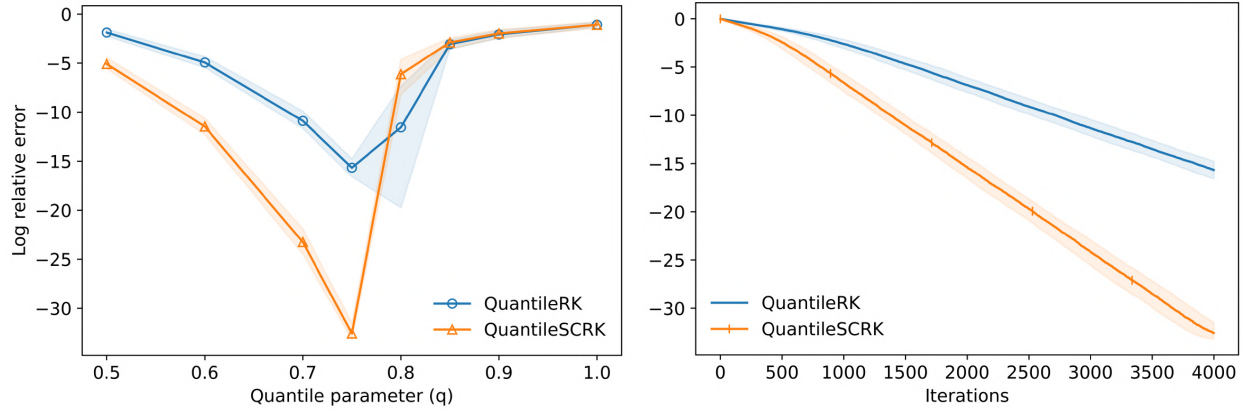 0
−5
−10
−15
−20
−25
−30
Log relative error
0.5 0.6 0.7 0.8 0.9 1.0
Quantile parameter (q)
QuantileRK
QuantileSCRK
0
−5
−10
−15
−20
−25
−30
0 500 1000 1500 2000 2500 3000 3500 4000
Iterations
QuantileRK
QuantileSCRK